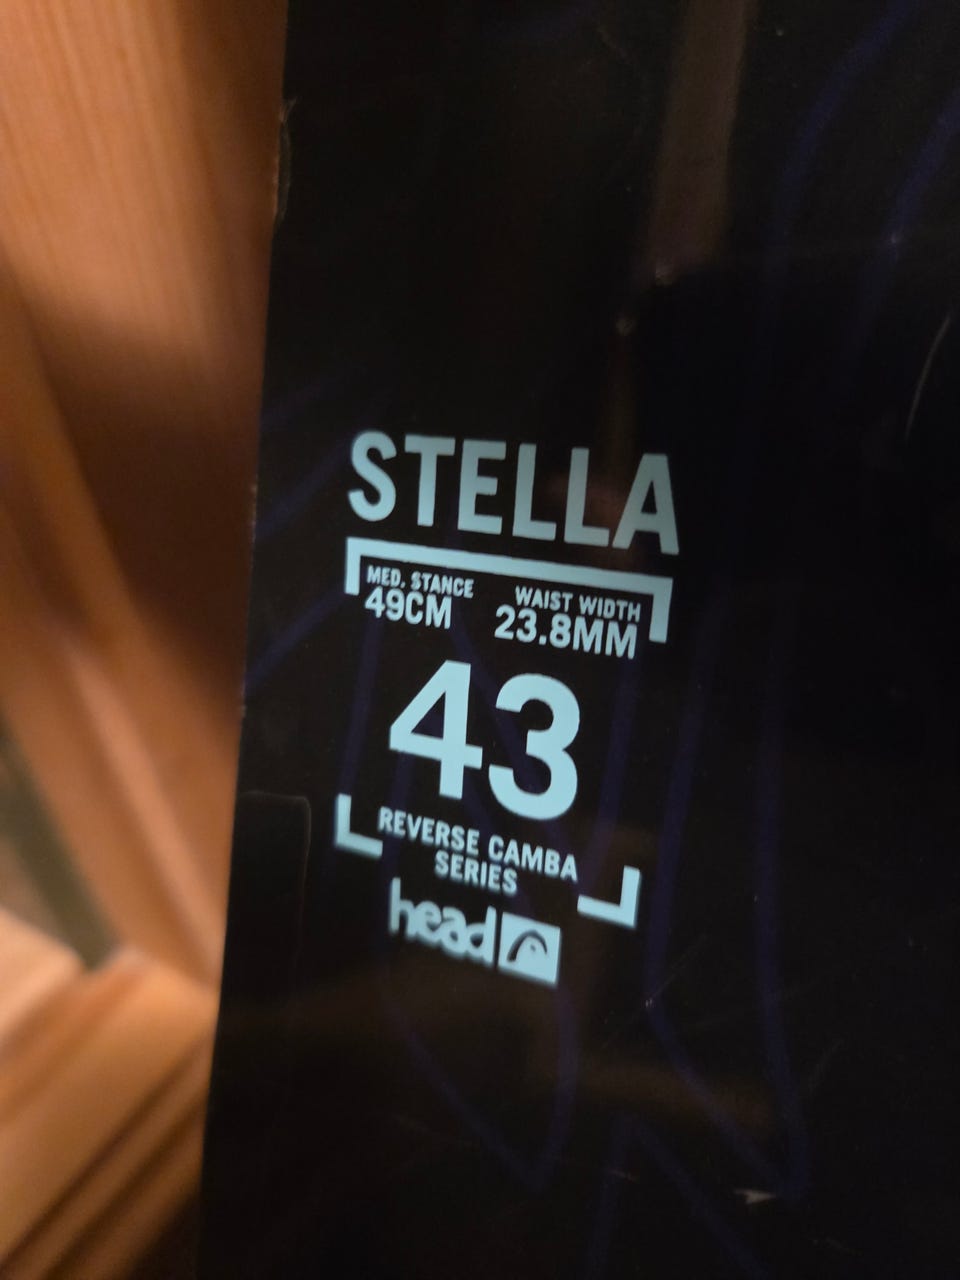 STELLA
MED. STANCE WAIST WIDTH
49CM 23.8MM
43
REVERSE CAMBA
SERIES
head